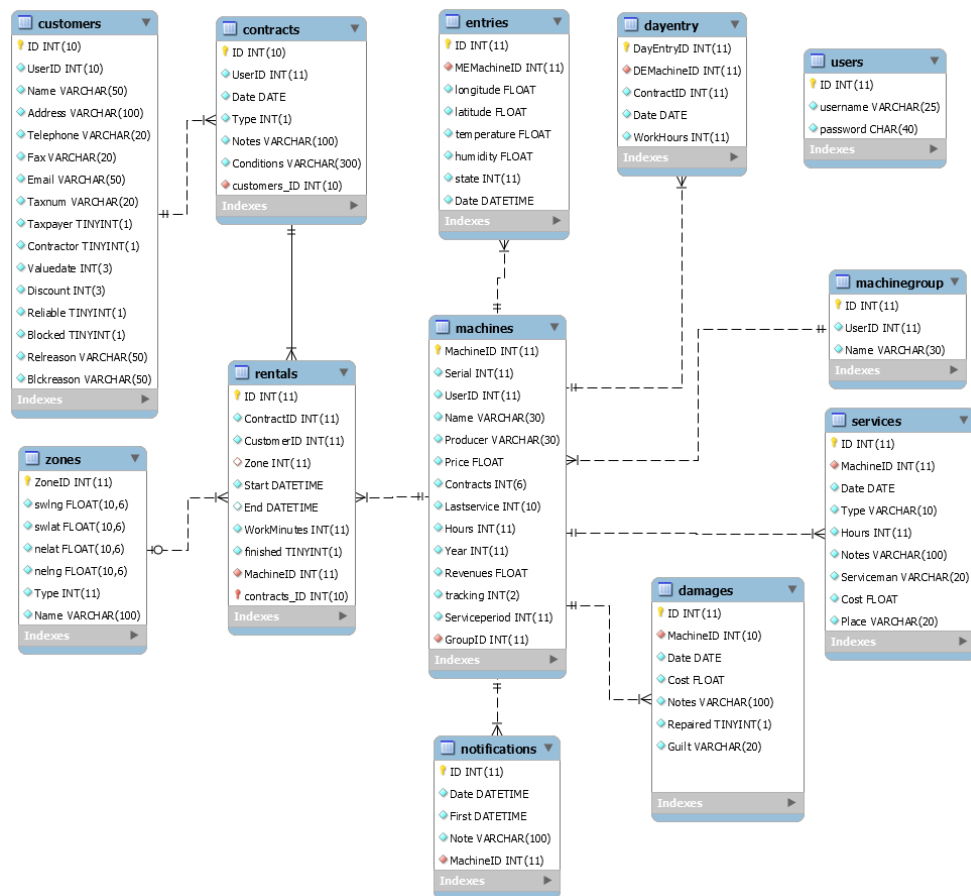 customers
ID INT(10)
UserID INT(10)
Name VARCHAR(50)
Address VARCHAR(100)
Telephone VARCHAR(20)
Fax VARCHAR(20)
Email VARCHAR(50)
Taxnum VARCHAR(20)
Taxpayer TINYINT(1)
Contractor TINYINT(1)
Valuedate INT(3)
Discount INT(3)
Reliable TINYINT(1)
Blocked TINYINT(1)
Relreason VARCHAR(50)
Blckreason VARCHAR(50)
Indexes
contracts
ID INT(10)
UserID INT(11)
Date DATE
Type INT(1)
Notes VARCHAR(100)
Conditions VARCHAR(300)
customers_ID INT(10)
Indexes
entries
ID INT(11)
MEMachineID INT(11)
longitude FLOAT
latitude FLOAT
temperature FLOAT
humidity FLOAT
state INT(11)
Date DATETIME
Indexes
dayentry
DayEntryID INT(11)
DEMachineID INT(11)
ContractID INT(11)
Date DATE
WorkHours INT(11)
Indexes
users
ID INT(11)
username VARCHAR(25)
password CHAR(40)
Indexes
machinegroup
ID INT(11)
UserID INT(11)
Name VARCHAR(30)
Indexes
machines
MachineID INT(11)
Serial INT(11)
UserID INT(11)
Name VARCHAR(30)
Producer VARCHAR(30)
Price FLOAT
Contracts INT(6)
Lastservice INT(10)
Hours INT(11)
Year INT(11)
Revenues FLOAT
tracking INT(2)
Serviceperiod INT(11)
GroupID INT(11)
Indexes
rentals
ID INT(11)
ContractID INT(11)
CustomerID INT(11)
Zone INT(11)
Start DATETIME
End DATETIME
WorkMinutes INT(11)
finished TINYINT(1)
MachineID INT(11)
contracts_ID INT(10)
Indexes
zones
ZoneID INT(11)
swlng FLOAT(10,6)
swlat FLOAT(10,6)
nelat FLOAT(10,6)
nelng FLOAT(10,6)
Type INT(11)
Name VARCHAR(100)
Indexes
services
ID INT(11)
MachineID INT(11)
Date DATE
Type VARCHAR(10)
Hours INT(11)
Notes VARCHAR(100)
Serviceman VARCHAR(20)
Cost FLOAT
Place VARCHAR(20)
Indexes
damages
ID INT(11)
MachineID INT(10)
Date DATE
Cost FLOAT
Notes VARCHAR(100)
Repaired TINYINT(1)
Guilt VARCHAR(20)
Indexes
notifications
ID INT(11)
Date DATETIME
First DATETIME
Note VARCHAR(100)
MachineID INT(11)
Indexes